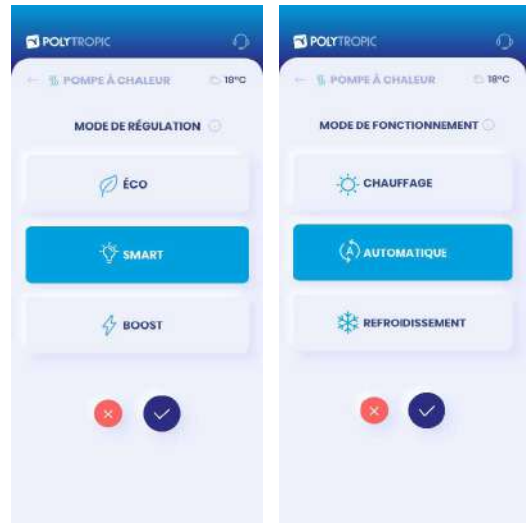 POLYTROPIC
POMPE À CHALEUR 18°C
MODE DE RÉGULATION
ÉCO
SMART
BOOST
POLYTROPIC
POMPE À CHALEUR 18°C
MODE DE FONCTIONNEMENT
CHAUFFAGE
AUTOMATIQUE
REFROIDISSEMENT